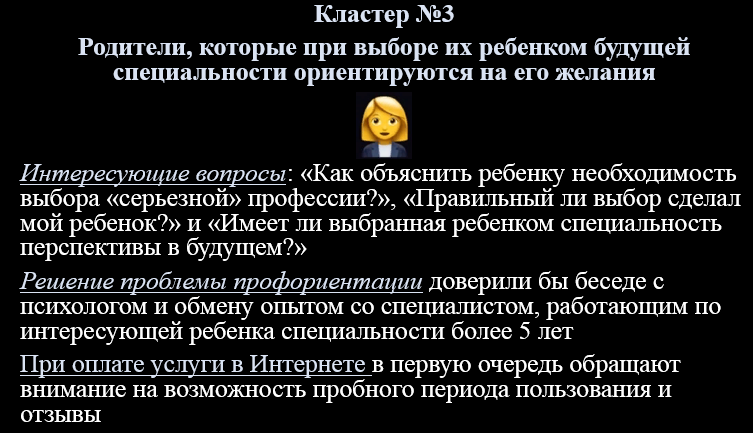 Кластер №3
Родители, которые при выборе их ребенком будущей
специальности ориентируются на его желания
Интересующие вопросы: «Как объяснить ребенку необходимость
выбора «серьезной» профессии?», «Правильный ли выбор сделал
мой ребенок?» и «Имеет ли выбранная ребенком специальность
перспективы в будущем?»
Решение проблемы профориентации доверили бы беседе с
психологом и обмену опытом со специалистом, работающим по
интересующей ребенка специальности более 5 лет
При оплате услуги в Интернете в первую очередь обращают
внимание на возможность пробного периода пользования и
отзывы